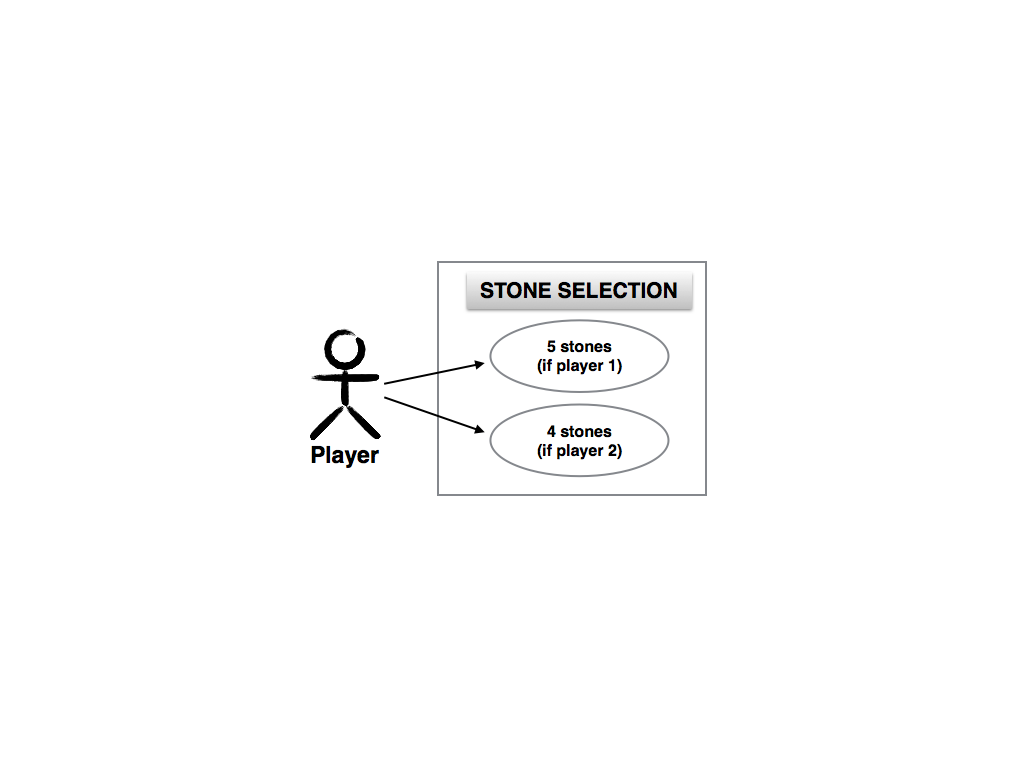 STONE SELECTION
5 stones
(if player 1)
4 stones
(if player 2)
Player